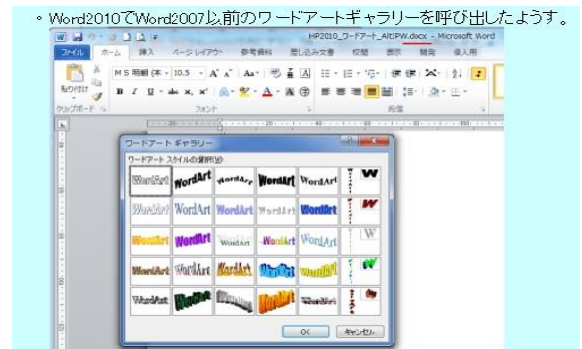 。Word2010でWord2007以前のワードアートギャラリーを呼び出したようす。
HP2010_ワードアート_AltJPW.docx - Microsoft Word
ファイル ホーム 挿入 ページ レイアウト 参考資料 差し込み文書 校閲 表示 開発 個人用
貼り付け
MS 明朝 (本 10.5
クリップボード フォント 段落
ワードアート ギャラリー
ワードアート スタイルの選択(W)
WordArt WordArt WordArt WordArt WordArt W
WordArt WordArt WordArt WordArt WordArt W
WordArt WordArt WordArt WordArt WordArt W
WordArt WordArt WordArt WordArt WordArt W
WordArt WordArt WordArt WordArt WordArt
OK キャンセル